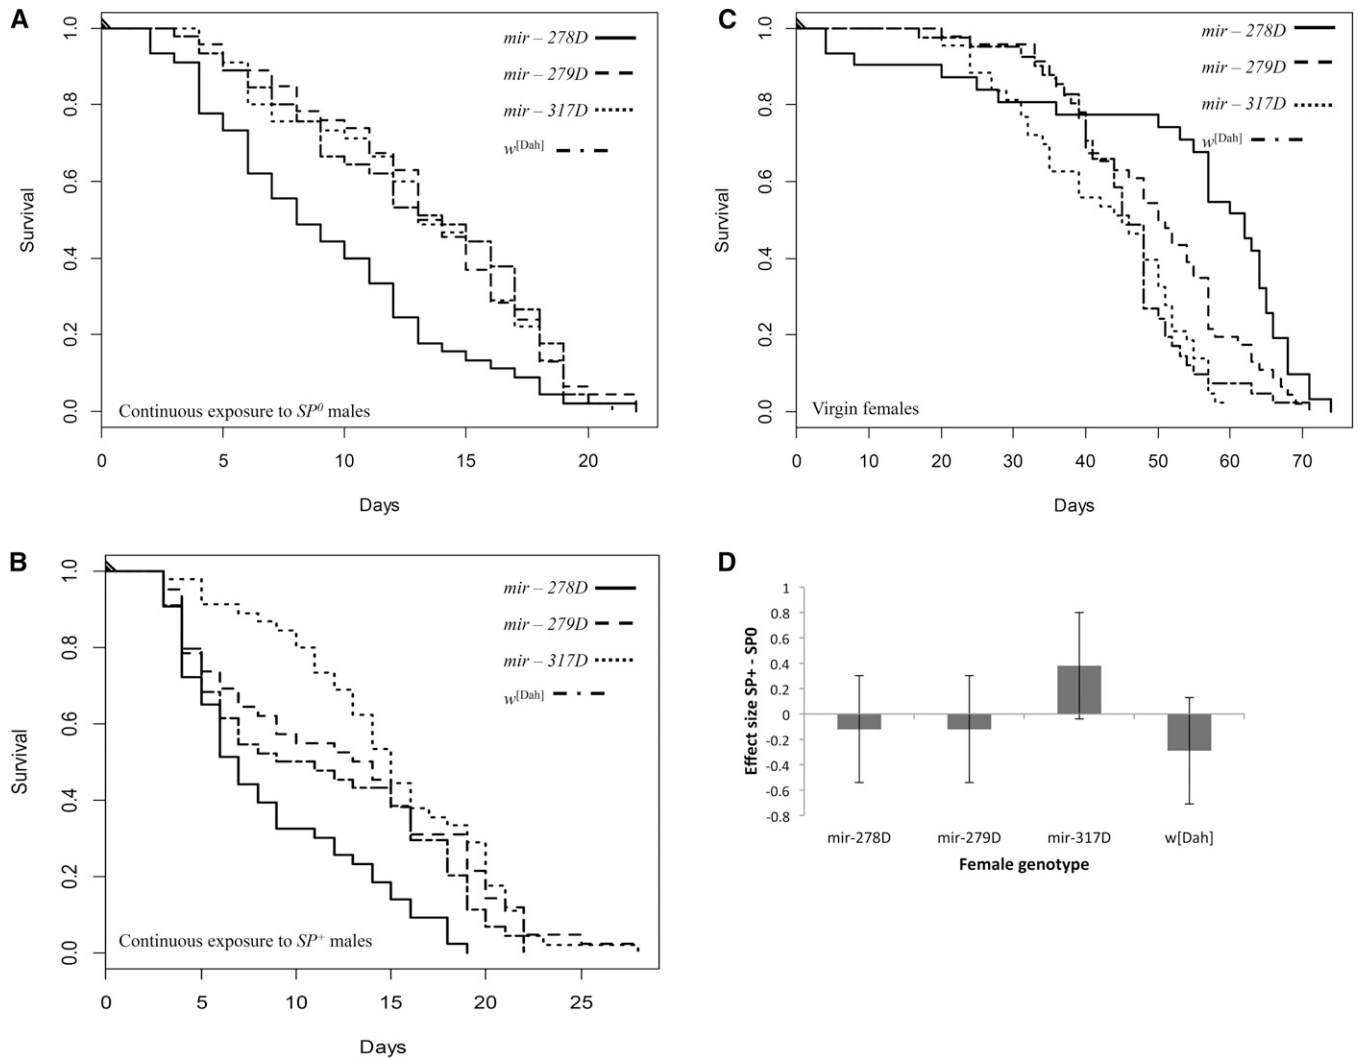 A
1.0
0.8
0.6
0.4
0.2
0.0
Survival
mir – 278D
mir – 279D
mir – 317D
w[Dah]
Continuous exposure to SP0 males
0 5 10 15 20
Days
B
1.0
0.8
0.6
0.4
0.2
0.0
Survival
mir – 278D
mir – 279D
mir – 317D
w[Dah]
Continuous exposure to SP+ males
0 5 10 15 20 25
Days
C
1.0
0.8
0.6
0.4
0.2
0.0
Survival
mir – 278D
mir – 279D
mir – 317D
w[Dah]
Virgin females
0 10 20 30 40 50 60 70
Days
D
1
0.8
0.6
0.4
0.2
0
-0.2
-0.4
-0.6
-0.8
Effect size SP+ - SP0
mir-278D mir-279D mir-317D w[Dah]
Female genotype